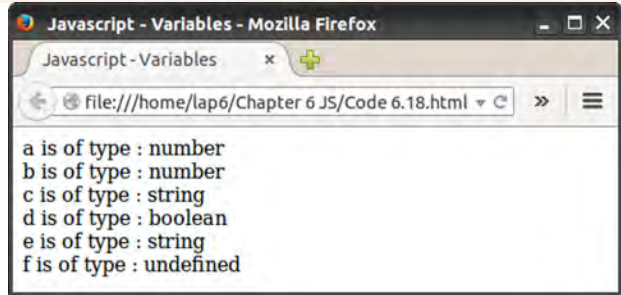 Javascript - Variables - Mozilla Firefox
Javascript - Variables
file:///home/lap6/Chapter 6 JS/Code 6.18.html
a is of type : number
b is of type : number
c is of type : string
d is of type : boolean
e is of type : string
f is of type : undefined